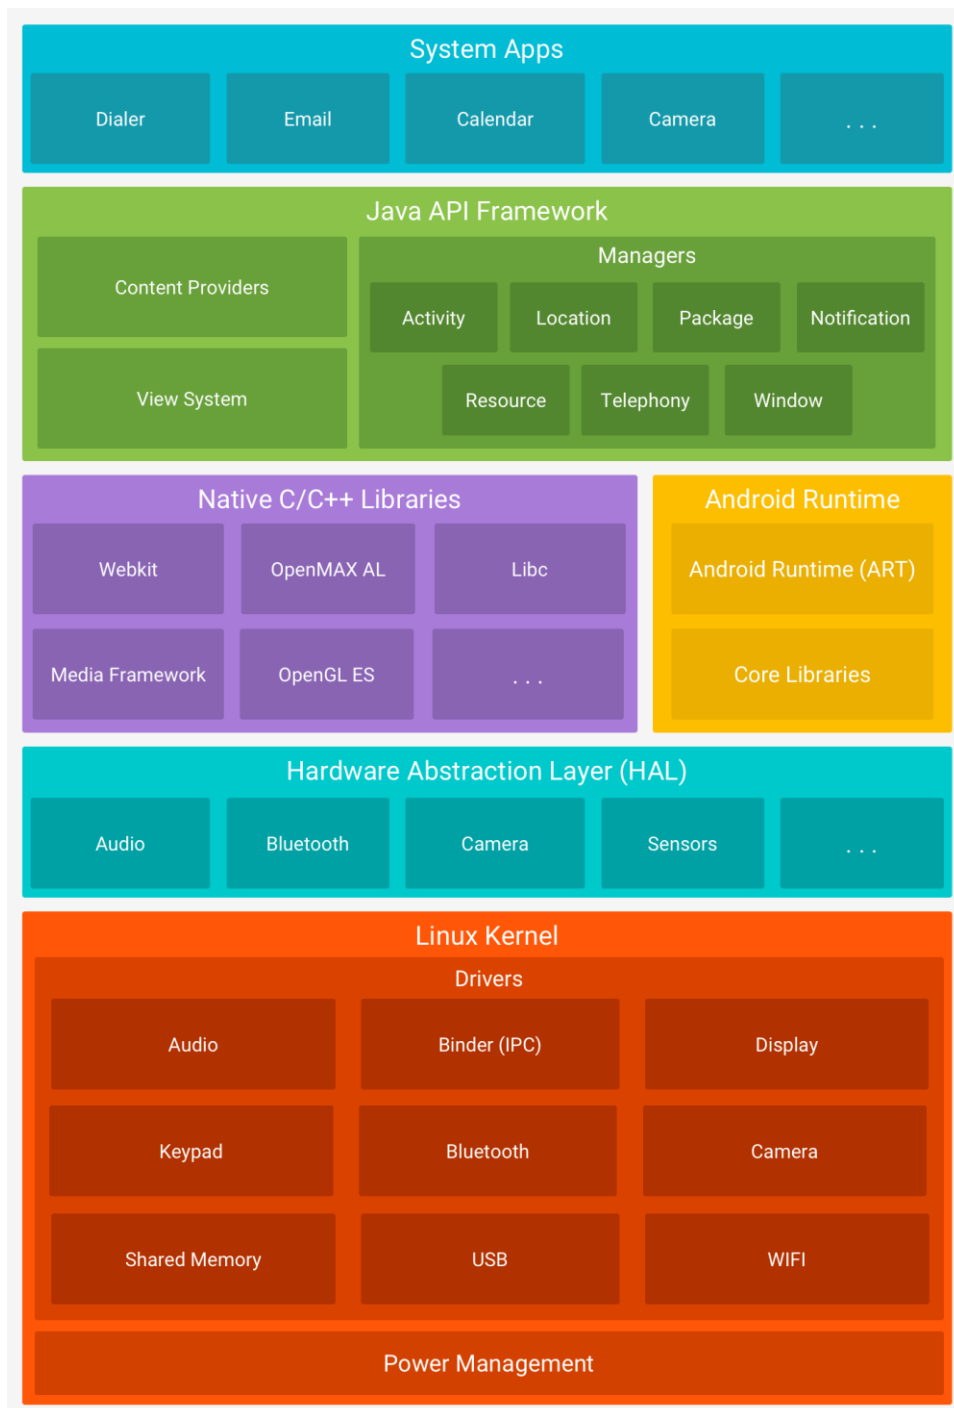 System Apps
Dialer
Email
Calendar
Camera
. . .
Java API Framework
Content Providers
View System
Managers
Activity
Location
Package
Notification
Resource
Telephony
Window
Native C/C++ Libraries
Webkit
OpenMAX AL
Libc
Media Framework
OpenGL ES
. . .
Android Runtime
Android Runtime (ART)
Core Libraries
Hardware Abstraction Layer (HAL)
Audio
Bluetooth
Camera
Sensors
. . .
Linux Kernel
Drivers
Audio
Binder (IPC)
Display
Keypad
Bluetooth
Camera
Shared Memory
USB
WIFI
Power Management